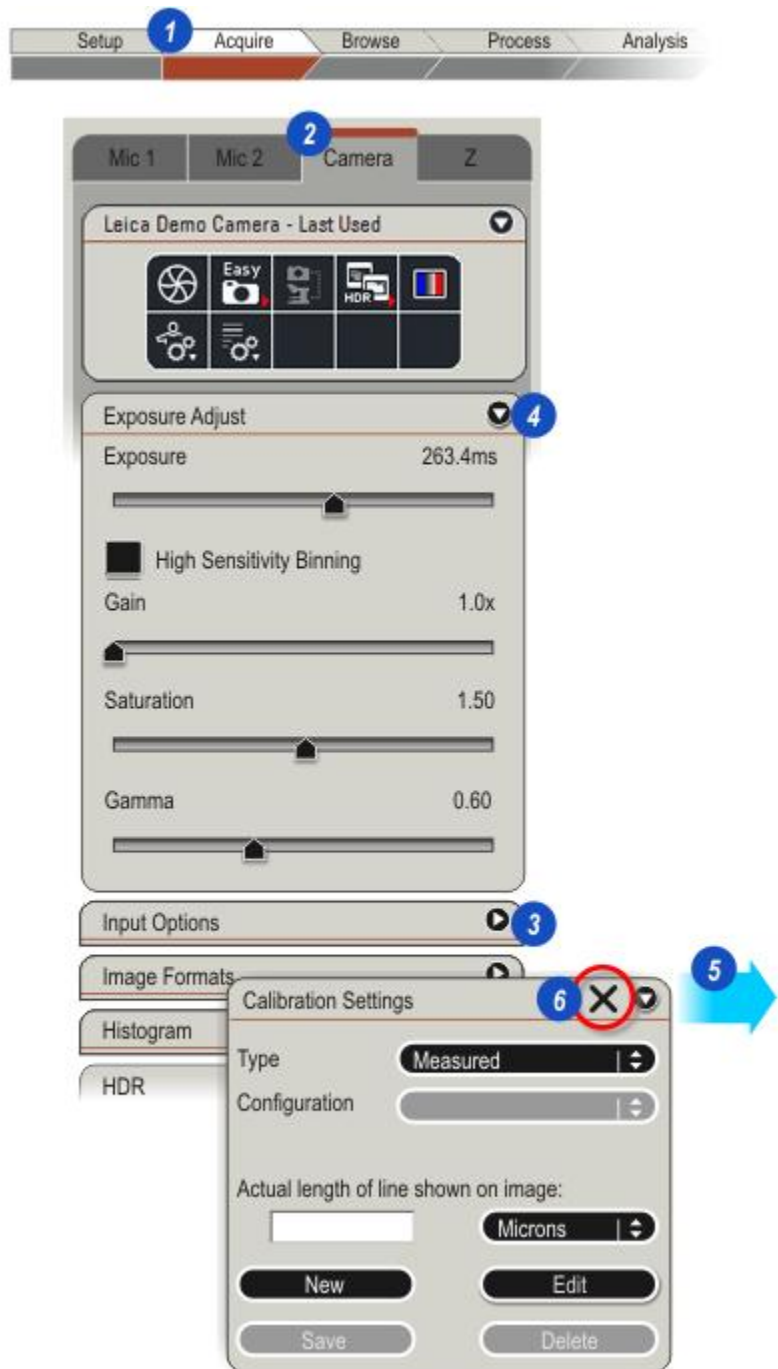 Setup 1 Acquire Browse Process Analysis
Mic 1 Mic 2 2 Camera Z
Leica Demo Camera - Last Used
Easy
HDR
Exposure Adjust 4
Exposure 263.4ms
High Sensitivity Binning
Gain 1.0x
Saturation 1.50
Gamma 0.60
Input Options 3
Image Formats
5
Calibration Settings 6
Histogram
Type Measured
HDR
Configuration
Actual length of line shown on image:
Microns
New Edit
Save Delete